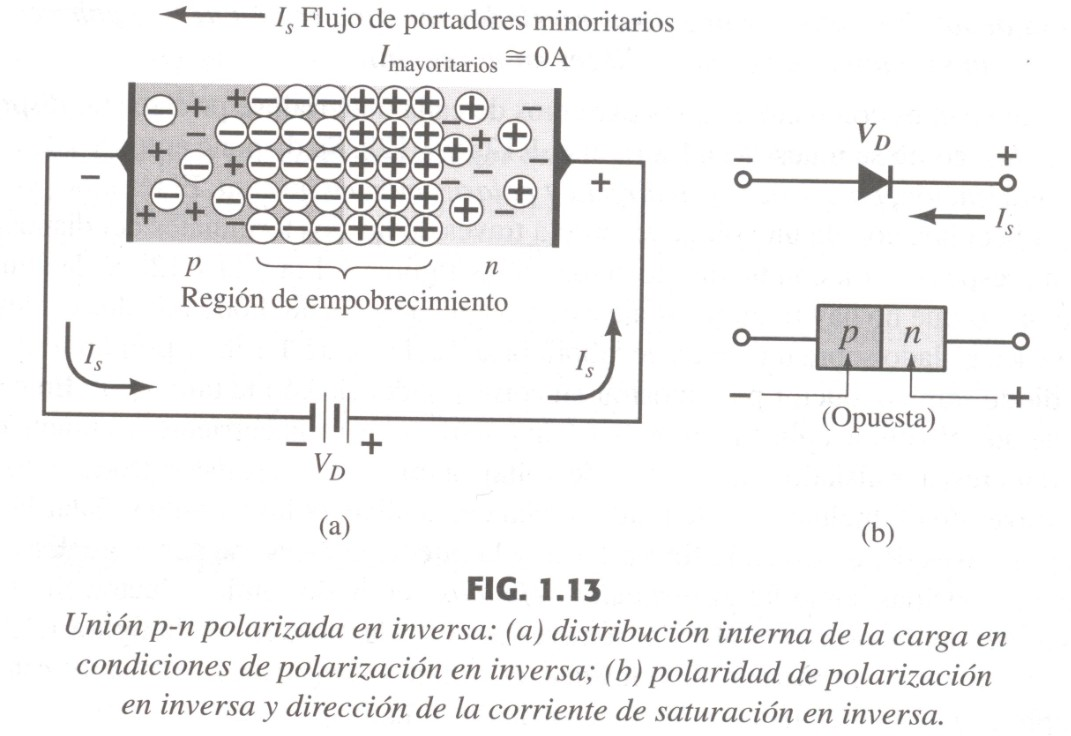 I_s Flujo de portadores minoritarios
I_mayoritarios ≅ 0A
p
n
Región de empobrecimiento
I_s
I_s
− V_D +
(a)
V_D
− +
I_s
p n
− +
(Opuesta)
(b)
FIG. 1.13
Unión p-n polarizada en inversa: (a) distribución interna de la carga en
condiciones de polarización en inversa; (b) polaridad de polarización
en inversa y dirección de la corriente de saturación en inversa.